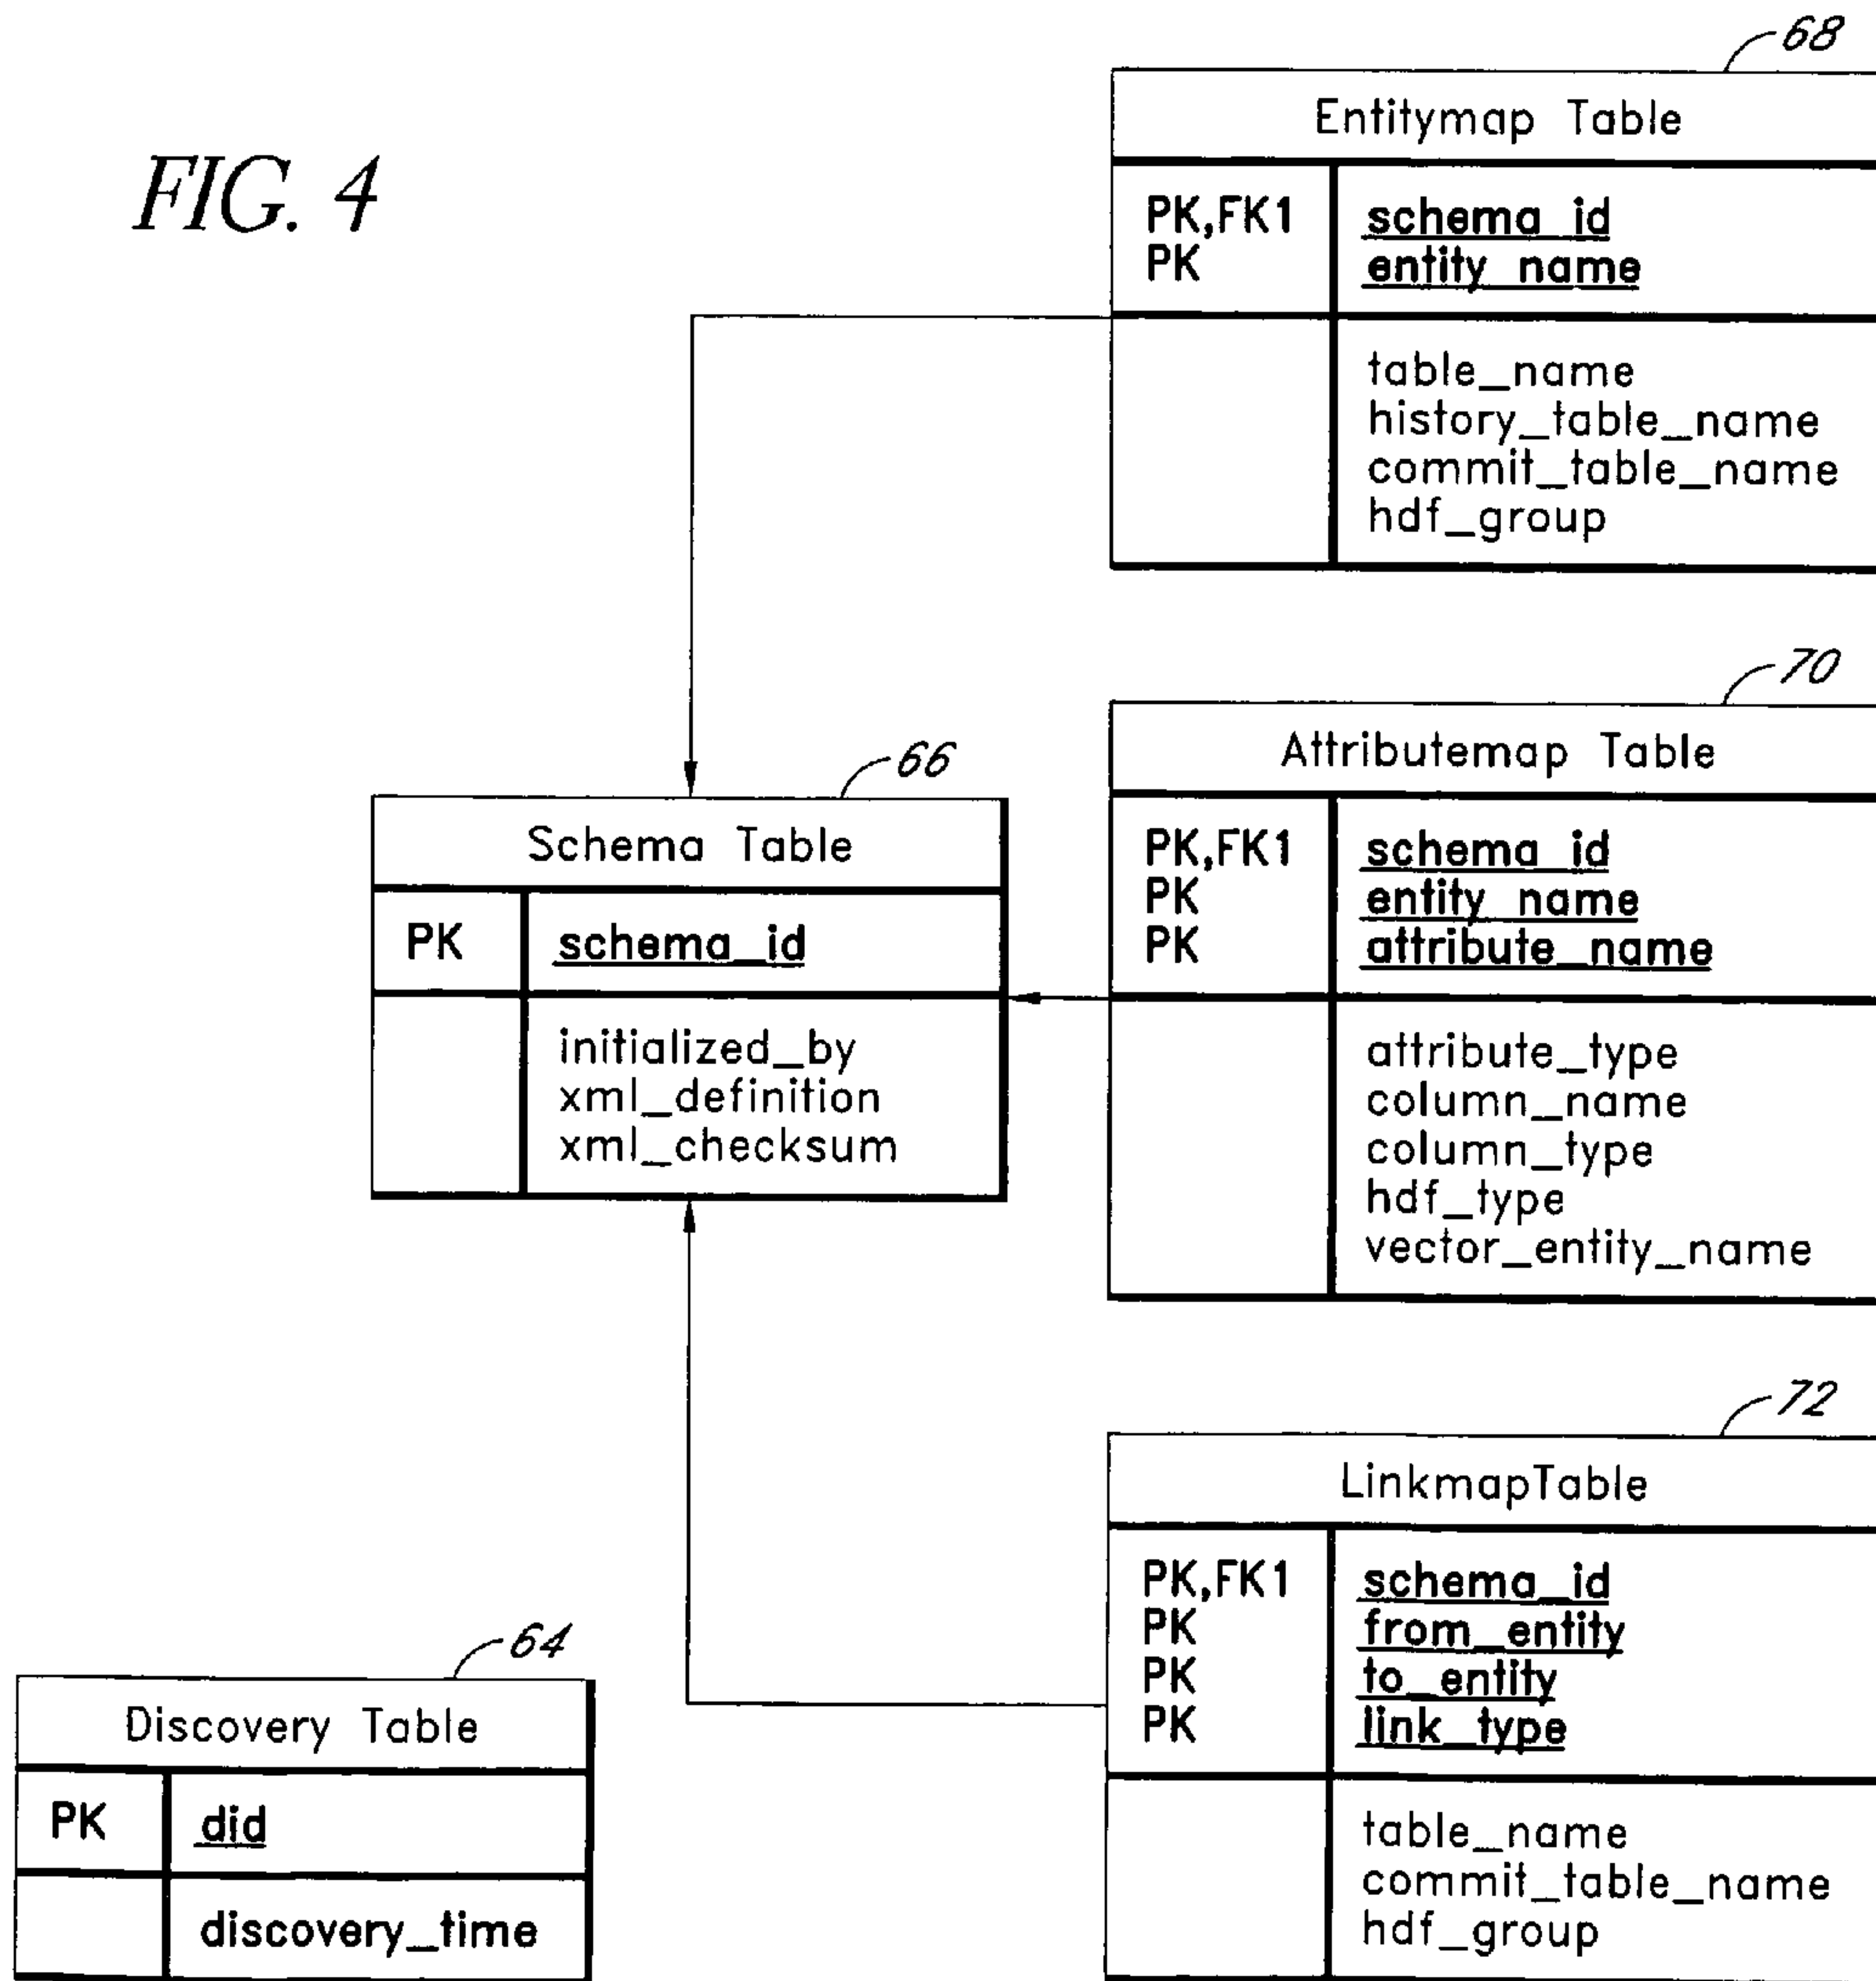 FIG. 4
68
Entitymap Table
PK,FK1 schema_id
PK entity_name
table_name
history_table_name
commit_table_name
hdf_group
70
Attributemap Table
PK,FK1 schema_id
PK entity_name
PK attribute_name
attribute_type
column_name
column_type
hdf_type
vector_entity_name
66
Schema Table
PK schema_id
initialized_by
xml_definition
xml_checksum
72
LinkmapTable
PK,FK1 schema_id
PK from_entity
PK to_entity
PK link_type
table_name
commit_table_name
hdf_group
64
Discovery Table
PK did
discovery_time